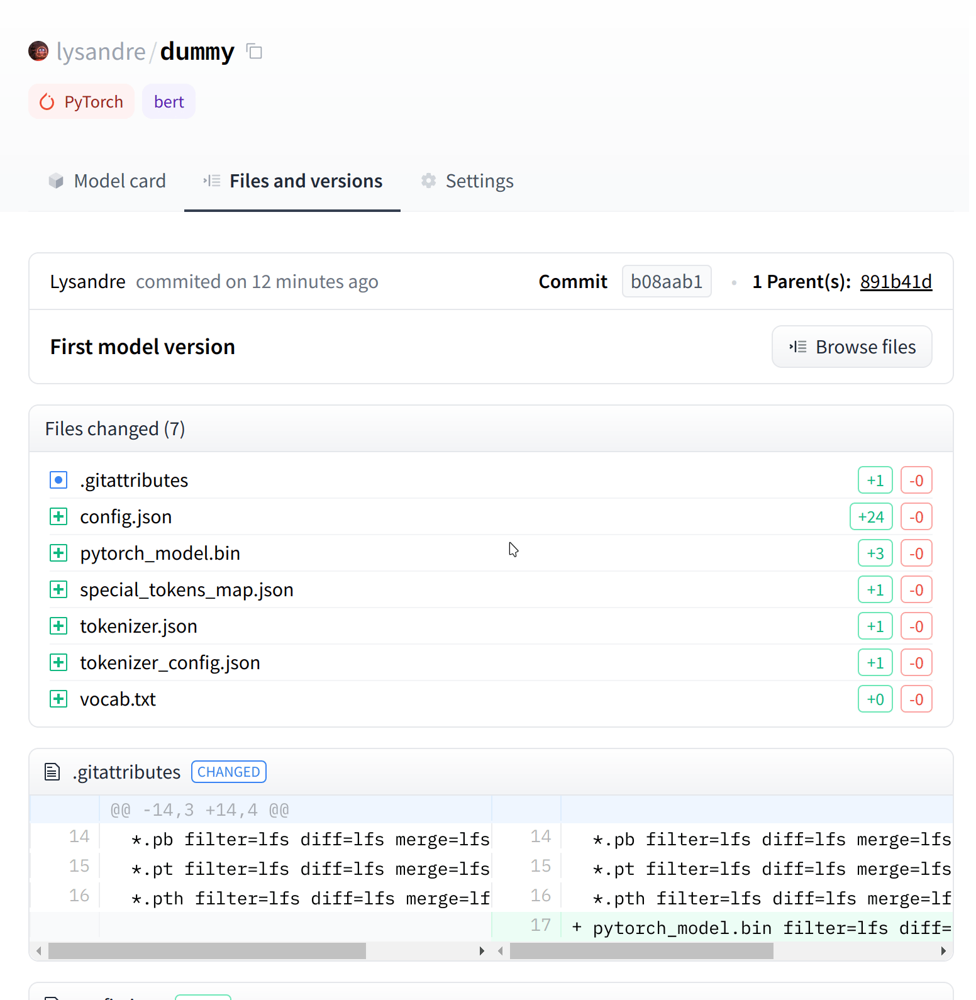 lysandre/dummy
PyTorch bert
Model card Files and versions Settings
Lysandre commited on 12 minutes ago Commit b08aab1 • 1 Parent(s): 891b41d
First model version Browse files
Files changed (7)
.gitattributes +1 -0
config.json +24 -0
pytorch_model.bin +3 -0
special_tokens_map.json +1 -0
tokenizer.json +1 -0
tokenizer_config.json +1 -0
vocab.txt +0 -0
.gitattributes CHANGED
@@ -14,3 +14,4 @@
14 *.pb filter=lfs diff=lfs merge=lfs 14 *.pb filter=lfs diff=lfs merge=lfs
15 *.pt filter=lfs diff=lfs merge=lfs 15 *.pt filter=lfs diff=lfs merge=lfs
16 *.pth filter=lfs diff=lfs merge=lf 16 *.pth filter=lfs diff=lfs merge=lf
17 + pytorch_model.bin filter=lfs diff=